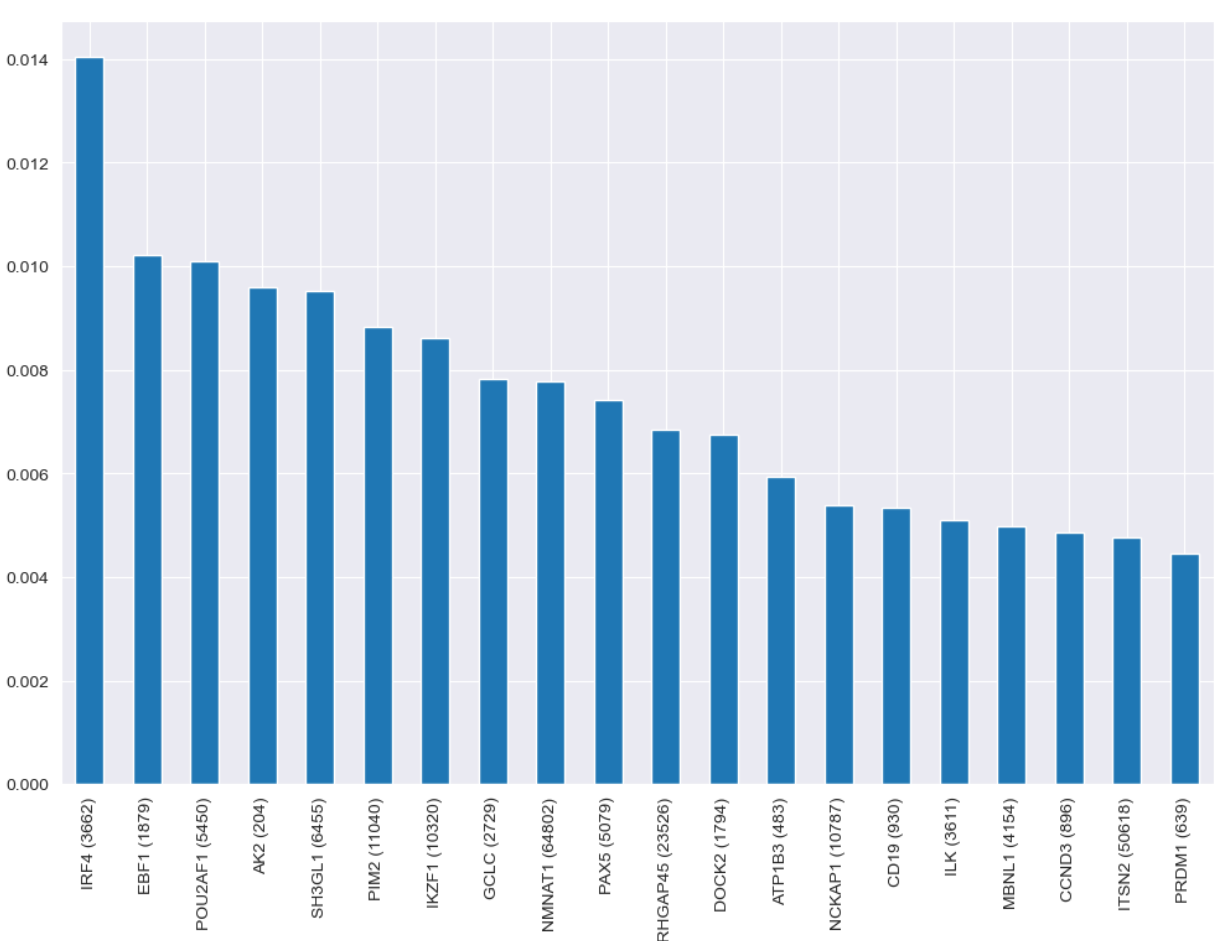 0.014
0.012
0.010
0.008
0.006
0.004
0.002
0.000
IRF4 (3662)
EBF1 (1879)
POU2AF1 (5450)
AK2 (204)
SH3GL1 (6455)
PIM2 (11040)
IKZF1 (10320)
GCLC (2729)
NMNAT1 (64802)
PAX5 (5079)
RHGAP45 (23526)
DOCK2 (1794)
ATP1B3 (483)
NCKAP1 (10787)
CD19 (930)
ILK (3611)
MBNL1 (4154)
CCND3 (896)
ITSN2 (50618)
PRDM1 (639)